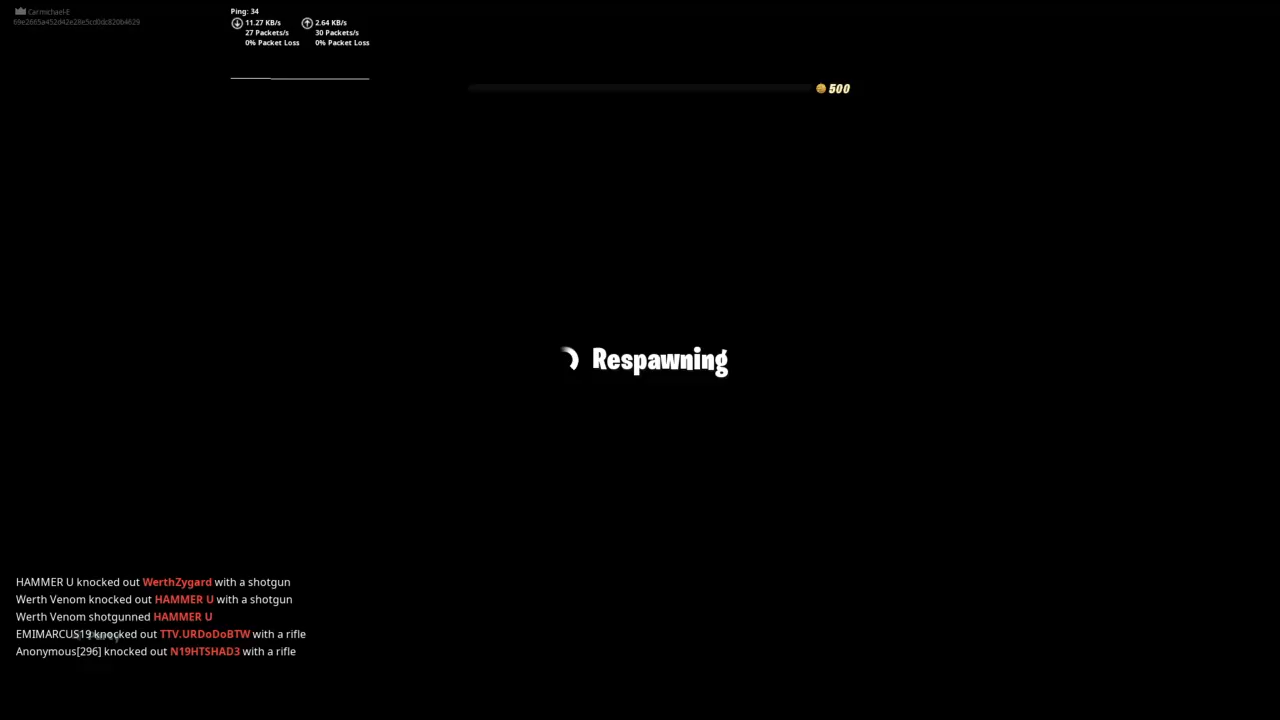 Carmichael-E
Ping: 34
11.27 KB/s 2.64 KB/s
27 Packets/s 30 Packets/s
0% Packet Loss 0% Packet Loss
500
Respawning
HAMMER U knocked out WerthZygard with a shotgun
Werth Venom knocked out HAMMER U with a shotgun
Werth Venom shotgunned HAMMER U
EMIMARCUS19 knocked out TTV.URDoDoBTW with a rifle
Anonymous[296] knocked out N19HTSHAD3 with a rifle